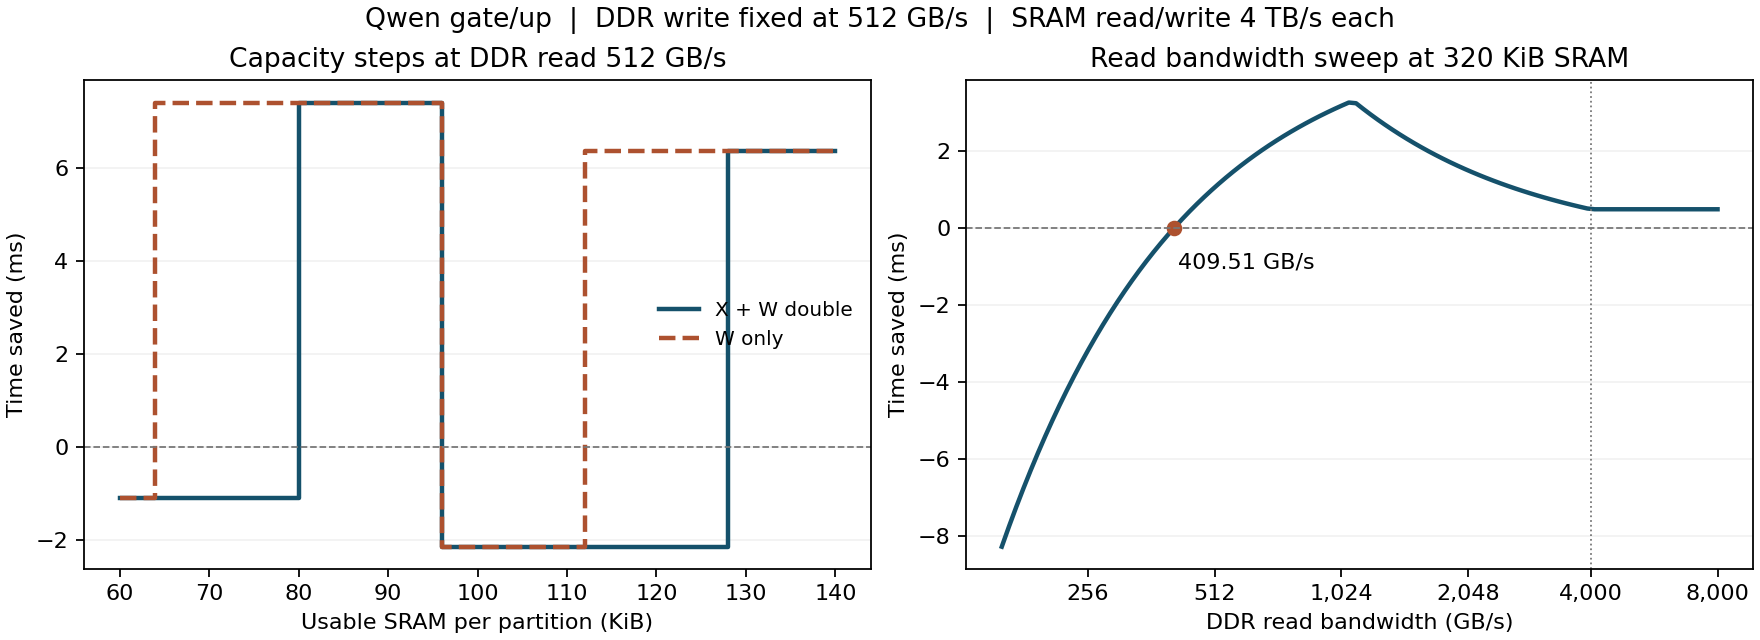 Qwen gate/up | DDR write fixed at 512 GB/s | SRAM read/write 4 TB/s each
Capacity steps at DDR read 512 GB/s
Time saved (ms)
6
4
2
0
−2
X + W double
W only
60 70 80 90 100 110 120 130 140
Usable SRAM per partition (KiB)
Read bandwidth sweep at 320 KiB SRAM
Time saved (ms)
2
0
−2
−4
−6
−8
409.51 GB/s
256 512 1,024 2,048 4,000 8,000
DDR read bandwidth (GB/s)